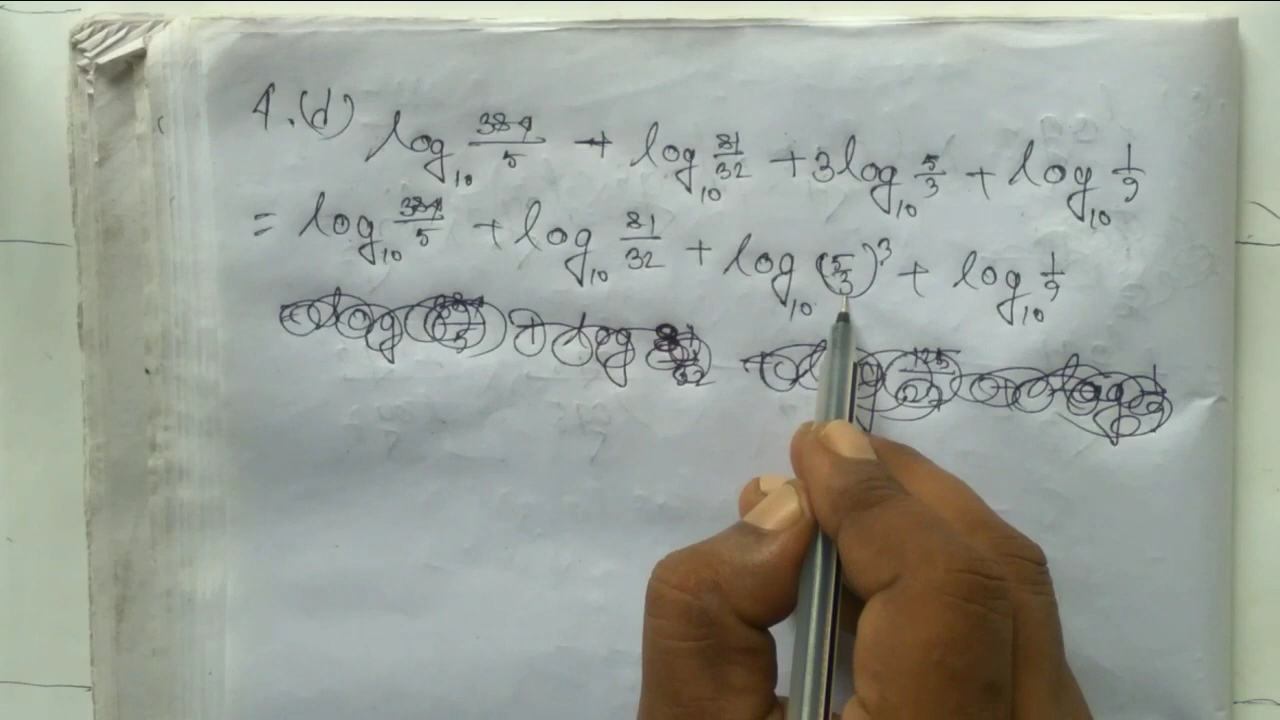 4.(d) log₁₀ 384/5 + log₁₀ 81/32 + 3log₁₀ 5/3 + log₁₀ 1/9
= log₁₀ 384/5 + log₁₀ 81/32 + log₁₀ (5/3)³ + log₁₀ 1/9